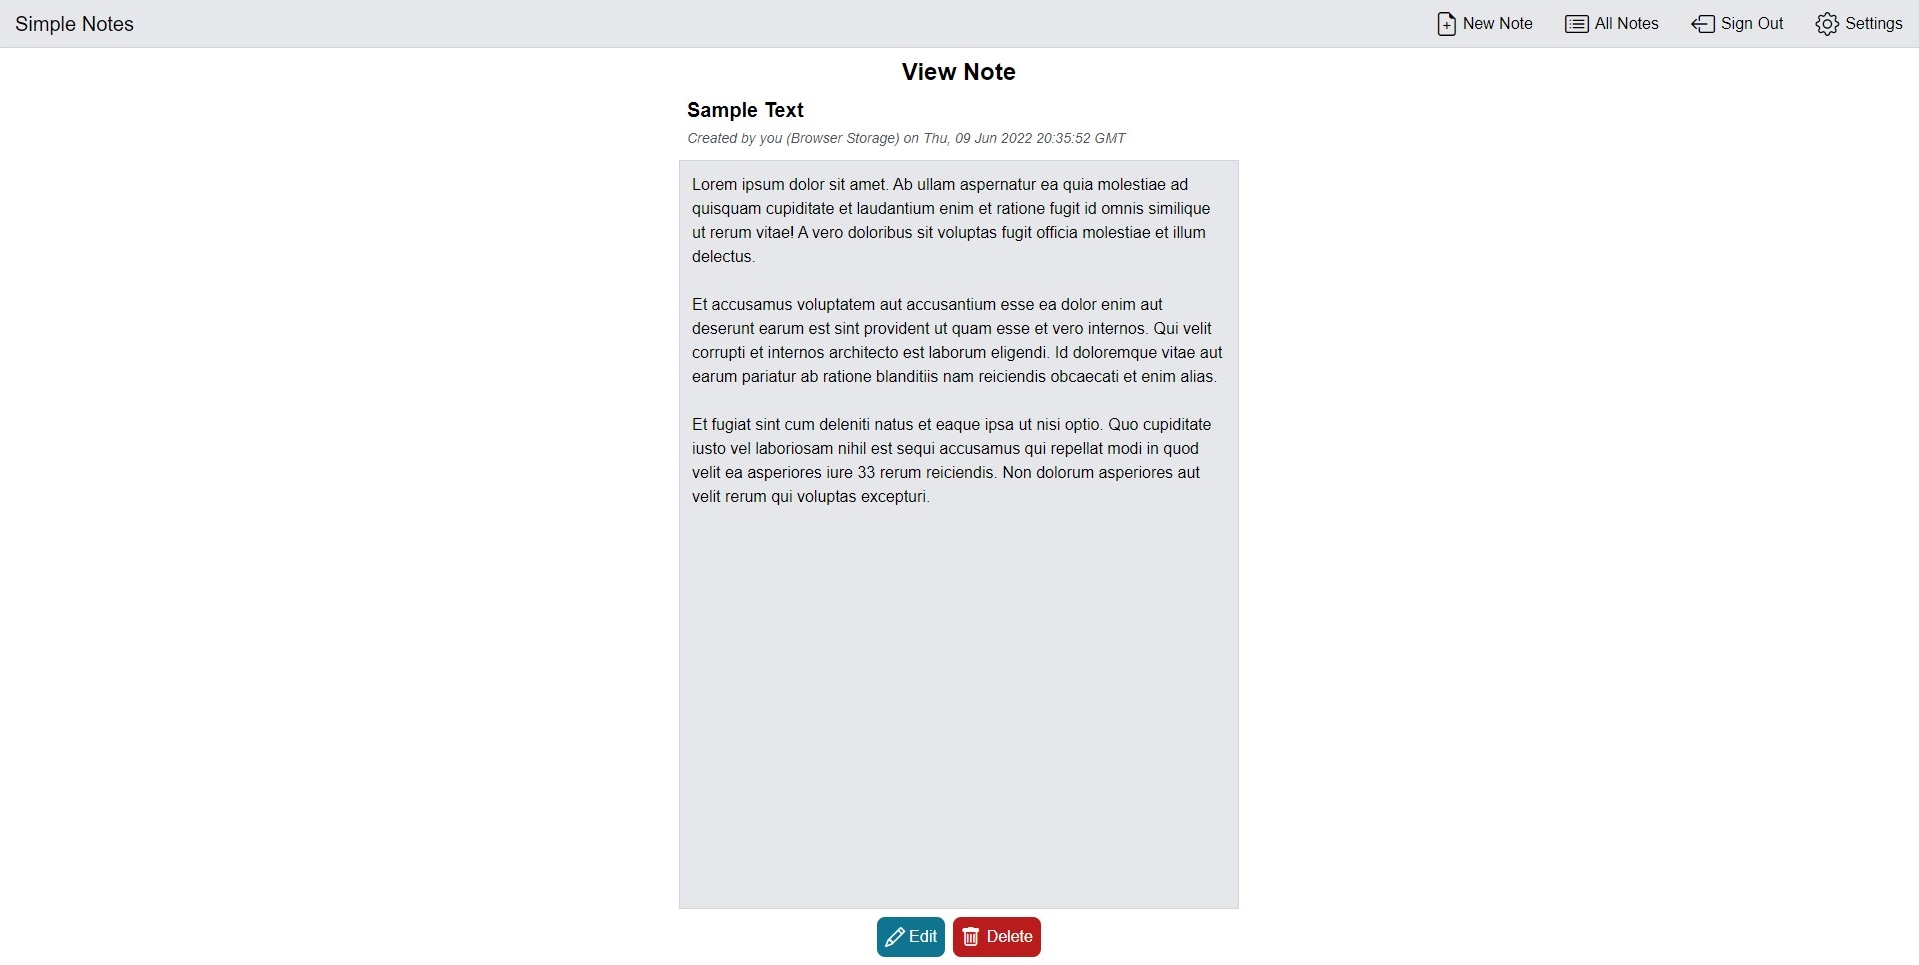 Simple Notes
New Note
All Notes
Sign Out
Settings
View Note
Sample Text
Created by you (Browser Storage) on Thu, 09 Jun 2022 20:35:52 GMT
Lorem ipsum dolor sit amet. Ab ullam aspernatur ea quia molestiae ad
quisquam cupiditate et laudantium enim et ratione fugit id omnis similique
ut rerum vitae! A vero doloribus sit voluptas fugit officia molestiae et illum
delectus.
Et accusamus voluptatem aut accusantium esse ea dolor enim aut
deserunt earum est sint provident ut quam esse et vero internos. Qui velit
corrupti et internos architecto est laborum eligendi. Id doloremque vitae aut
earum pariatur ab ratione blanditiis nam reiciendis obcaecati et enim alias.
Et fugiat sint cum deleniti natus et eaque ipsa ut nisi optio. Quo cupiditate
iusto vel laboriosam nihil est sequi accusamus qui repellat modi in quod
velit ea asperiores iure 33 rerum reiciendis. Non dolorum asperiores aut
velit rerum qui voluptas excepturi.
Edit
Delete